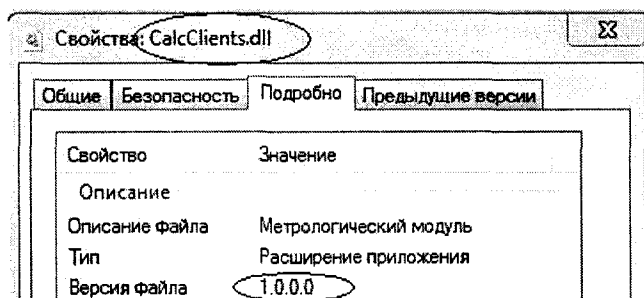 Свойства: CalcClients.dll
Общие Безопасность Подробно Предыдущие версии
Свойство Значение
Описание
Описание файла Метрологический модуль
Тип Расширение приложения
Версия файла 1.0.0.0